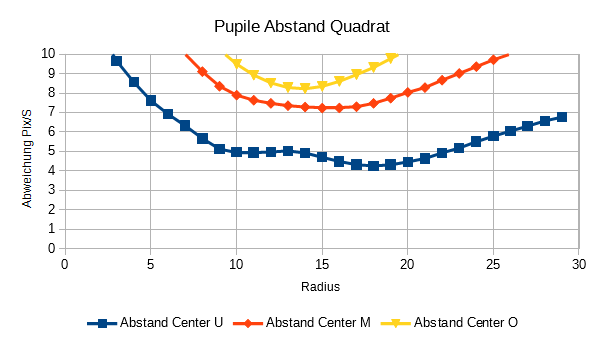 Pupile Abstand Quadrat
Abweichung Pix/S
10
9
8
7
6
5
4
3
2
1
0
0 5 10 15 20 25 30
Radius
Abstand Center U Abstand Center M Abstand Center O